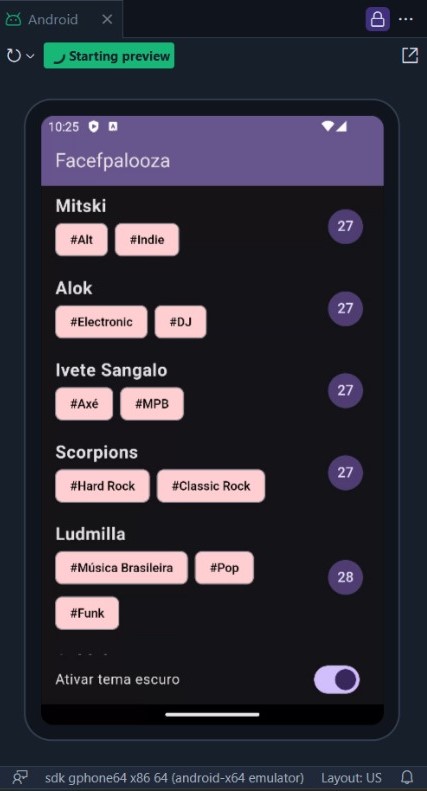 Android
Starting preview
10:25
Facefpalooza
Mitski
#Alt #Indie
27
Alok
#Electronic #DJ
27
Ivete Sangalo
#Axé #MPB
27
Scorpions
#Hard Rock #Classic Rock
27
Ludmilla
#Música Brasileira #Pop
28
#Funk
Ativar tema escuro
sdk gphone64 x86 64 (android-x64 emulator) Layout: US